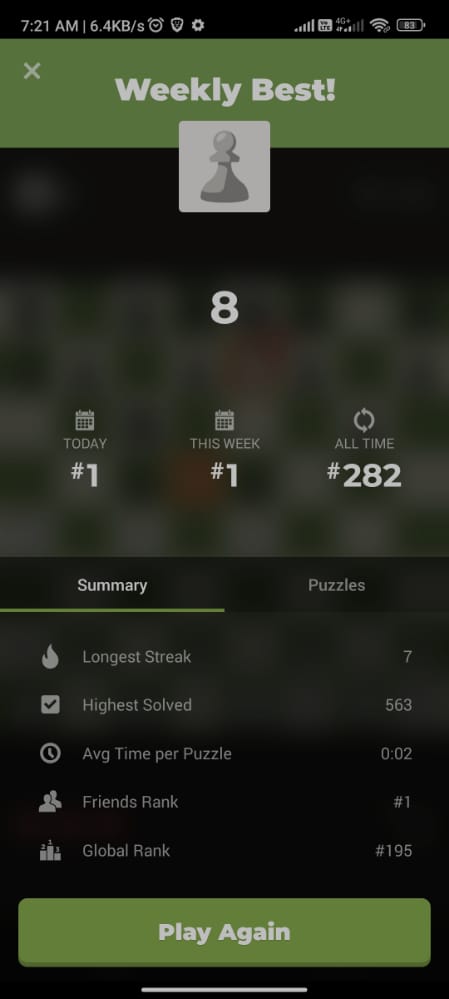 7:21 AM | 6.4KB/s
4G+
Vo
LTE
83
Weekly Best!
8
TODAY
THIS WEEK
ALL TIME
#1
#1
#282
Summary
Puzzles
Longest Streak
7
Highest Solved
563
Avg Time per Puzzle
0:02
Friends Rank
#1
Global Rank
#195
Play Again